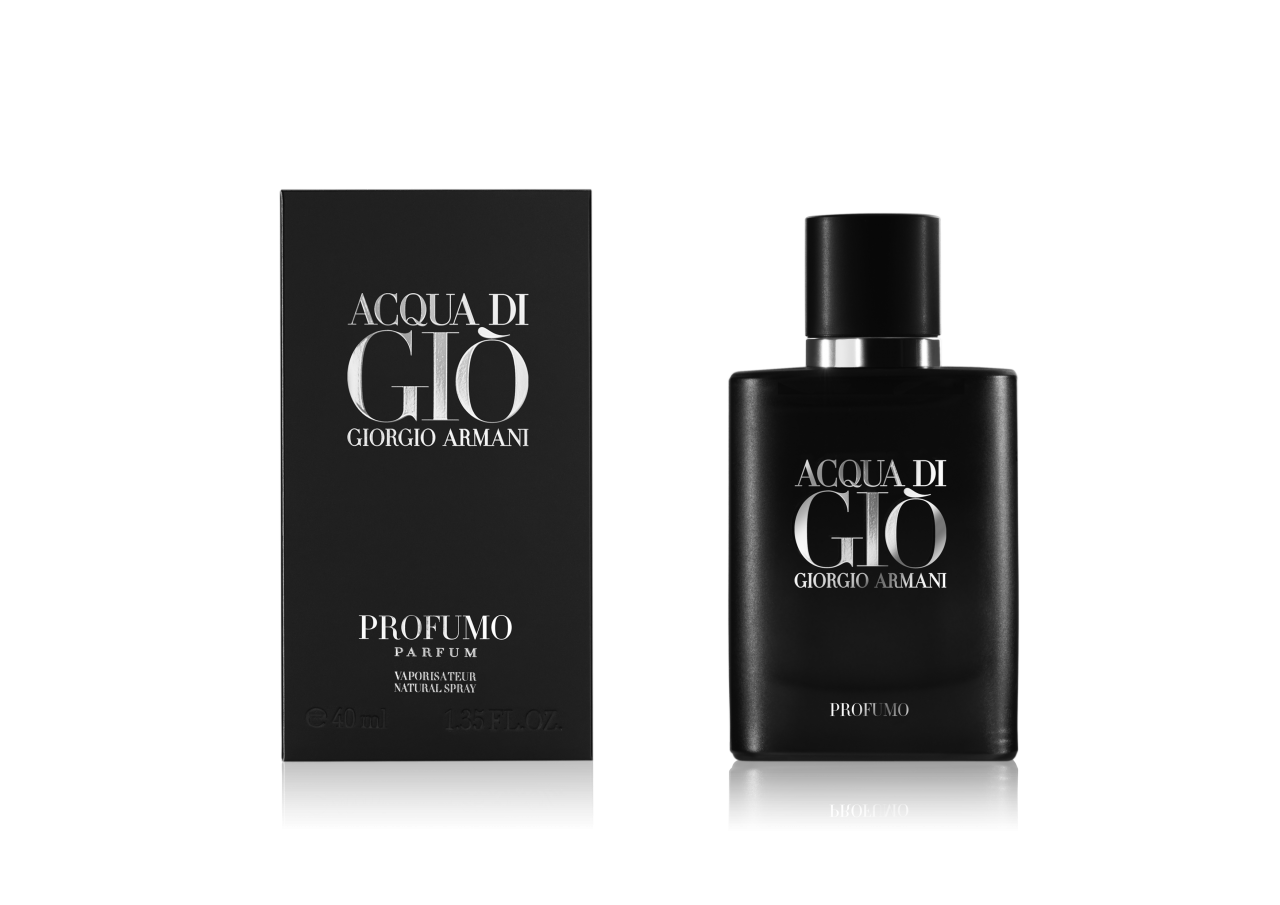 ACQUA DI
GIÒ
GIORGIO ARMANI
PROFUMO
PARFUM
VAPORISATEUR
NATURAL SPRAY
℮ 40 ml 1.35 FL. OZ.
ACQUA DI
GIÒ
GIORGIO ARMANI
PROFUMO